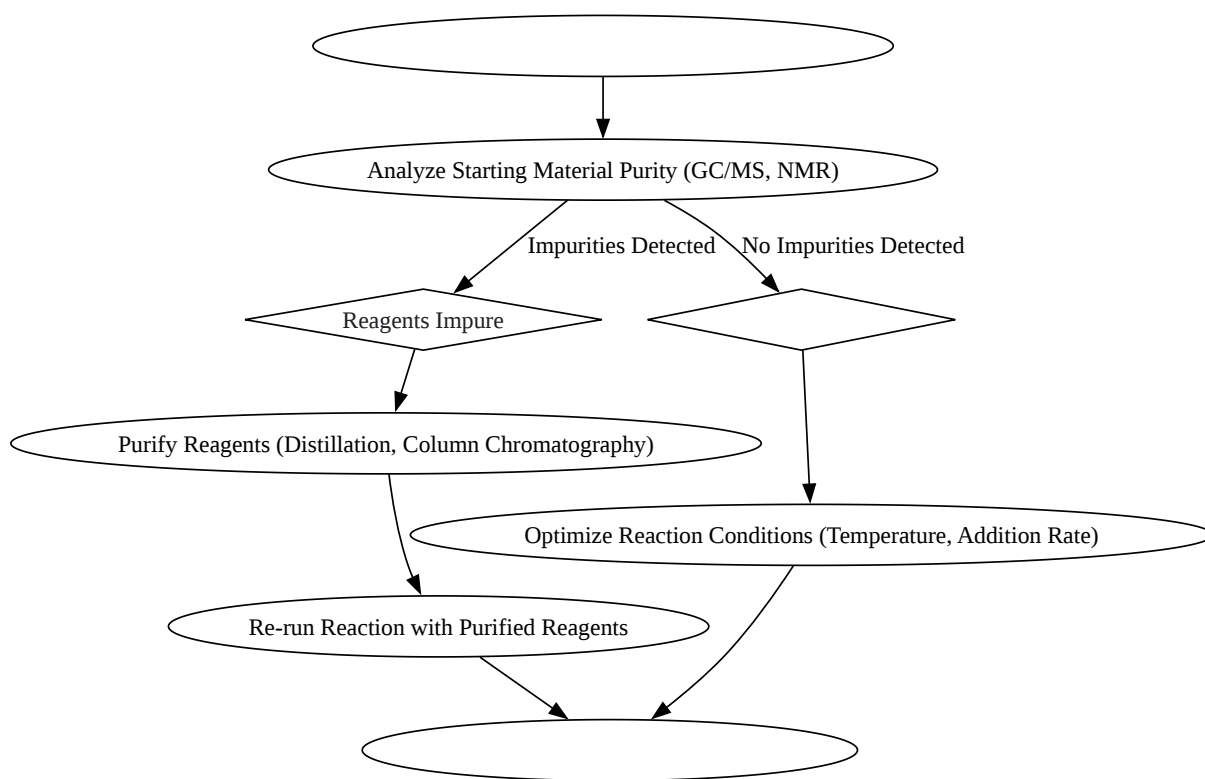 Analyze Starting Material Purity (GC/MS, NMR)
Impurities Detected
No Impurities Detected
Reagents Impure
Purify Reagents (Distillation, Column Chromatography)
Optimize Reaction Conditions (Temperature, Addition Rate)
Re-run Reaction with Purified Reagents